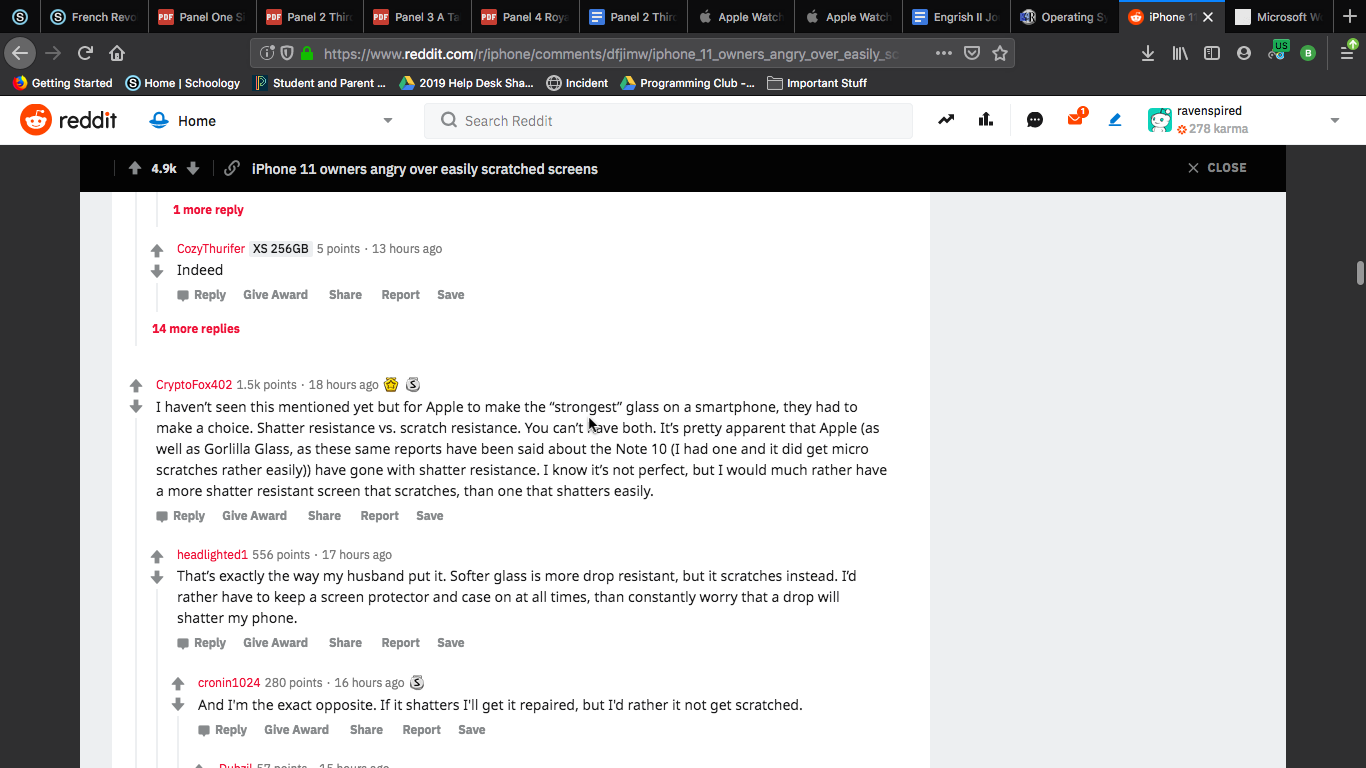 French Revo
Panel One Si
Panel 2 Thir
Panel 3 A Ta
Panel 4 Roya
Panel 2 Thir
Apple Watch
Apple Watch
Engrish II Jo
Operating Sy
iPhone 11
Microsoft Wo
https://www.reddit.com/r/iphone/comments/dfjimw/iphone_11_owners_angry_over_easily_sc
US
B
Getting Started
Home | Schoology
Student and Parent ...
2019 Help Desk Sha...
Incident
Programming Club -...
Important Stuff
reddit
Home
Search Reddit
1
ravenspired
278 karma
4.9k
iPhone 11 owners angry over easily scratched screens
CLOSE
1 more reply
CozyThurifer XS 256GB 5 points · 13 hours ago
Indeed
Reply Give Award Share Report Save
14 more replies
CryptoFox402 1.5k points · 18 hours ago S
I haven't seen this mentioned yet but for Apple to make the “strongest” glass on a smartphone, they had to
make a choice. Shatter resistance vs. scratch resistance. You can't have both. It's pretty apparent that Apple (as
well as Gorlilla Glass, as these same reports have been said about the Note 10 (I had one and it did get micro
scratches rather easily)) have gone with shatter resistance. I know it's not perfect, but I would much rather have
a more shatter resistant screen that scratches, than one that shatters easily.
Reply Give Award Share Report Save
headlighted1 556 points · 17 hours ago
That's exactly the way my husband put it. Softer glass is more drop resistant, but it scratches instead. I'd
rather have to keep a screen protector and case on at all times, than constantly worry that a drop will
shatter my phone.
Reply Give Award Share Report Save
cronin1024 280 points · 16 hours ago S
And I'm the exact opposite. If it shatters I'll get it repaired, but I'd rather it not get scratched.
Reply Give Award Share Report Save
57 points · 15 hours ago